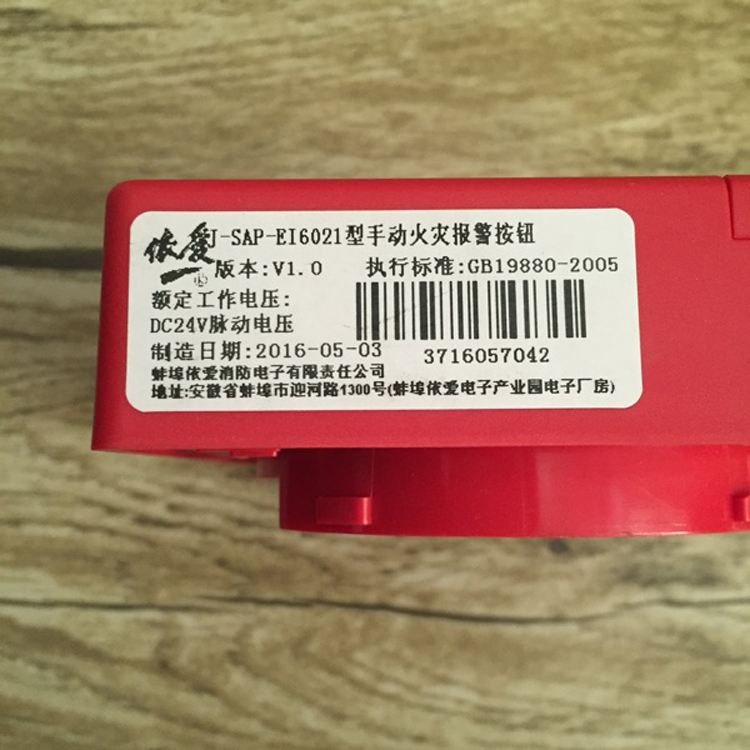 依爱
J-SAP-EI6021型手动火灾报警按钮
版本:V1.0 执行标准:GB19880-2005
额定工作电压:
DC24V脉动电压
制造日期:2016-05-03 3716057042
蚌埠依爱消防电子有限责任公司
地址:安徽省蚌埠市迎河路1300号(蚌埠依爱电子产业园电子厂房)